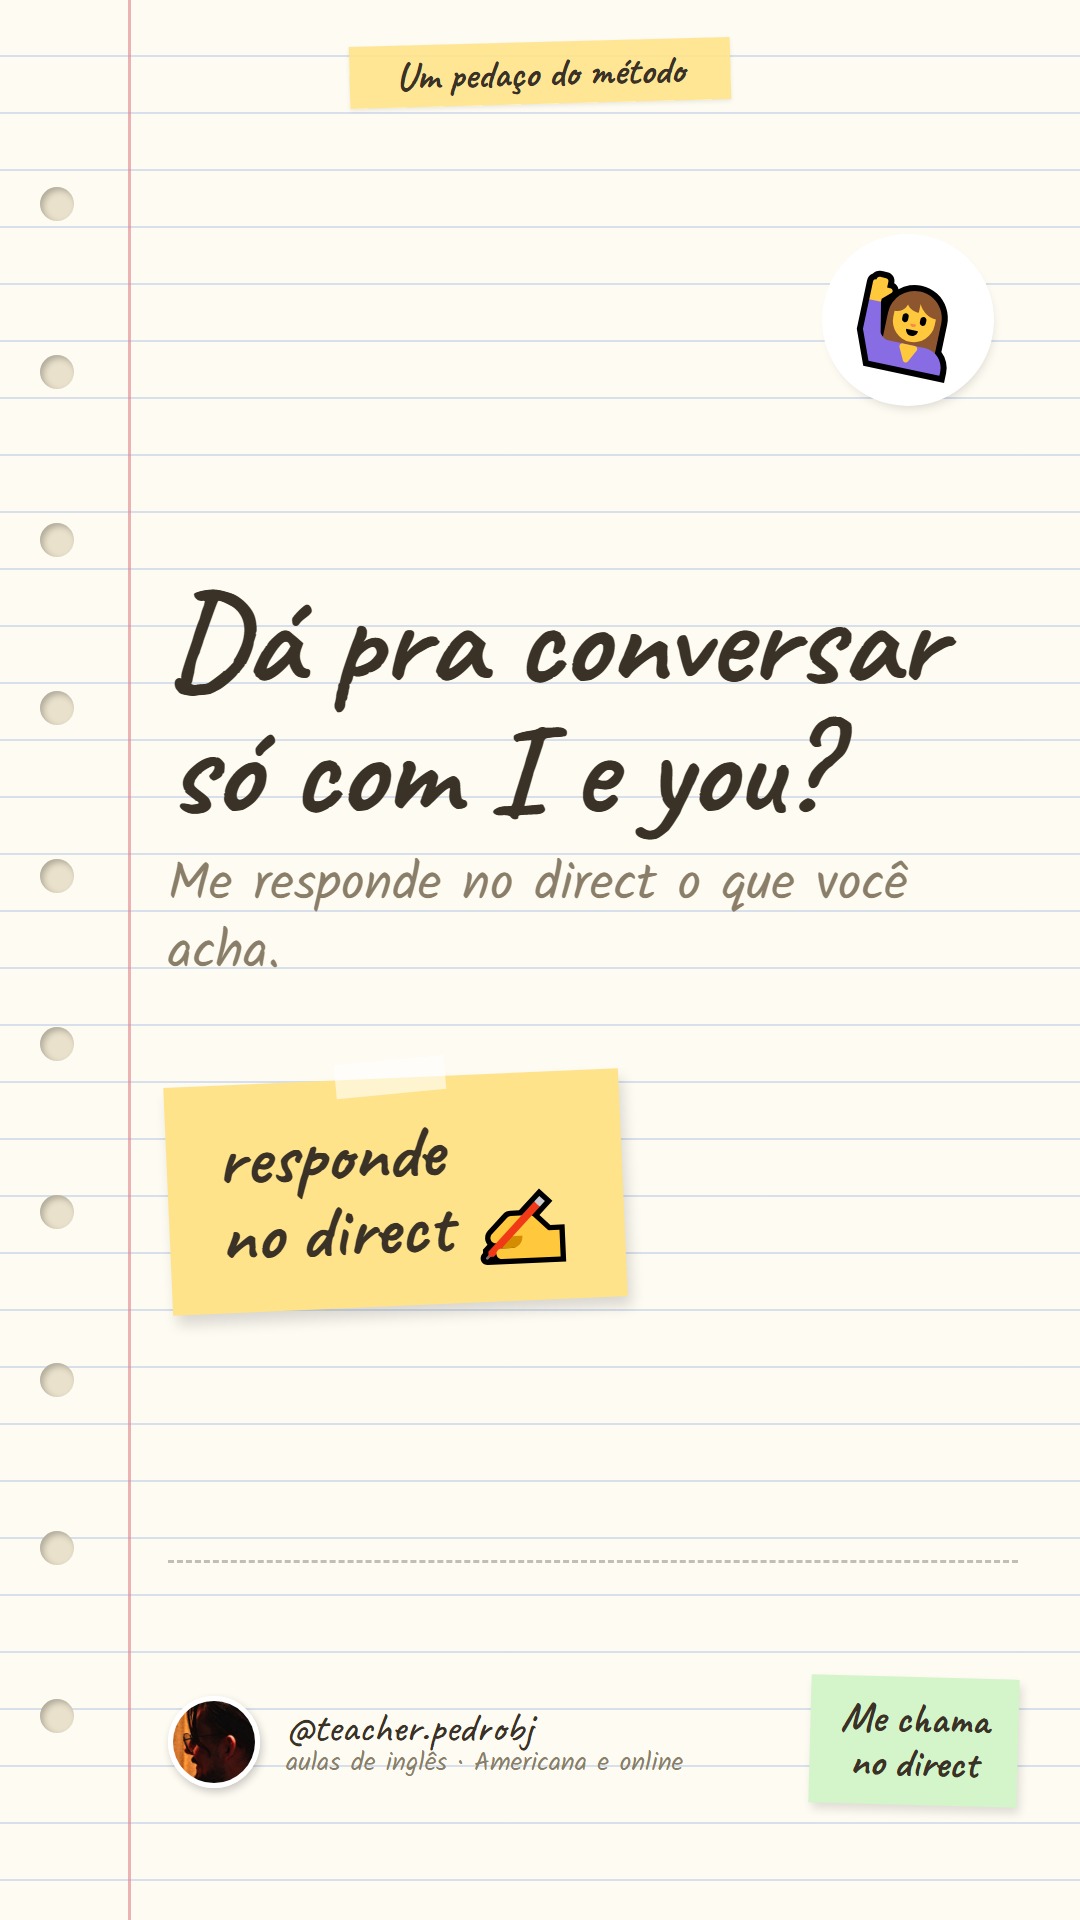 Um pedaço do método
Dá pra conversar
só com I e you?
Me responde no direct o que você
acha.
responde
no direct ✍️
@teacher.pedrobj
aulas de inglês · Americana e online
Me chama
no direct